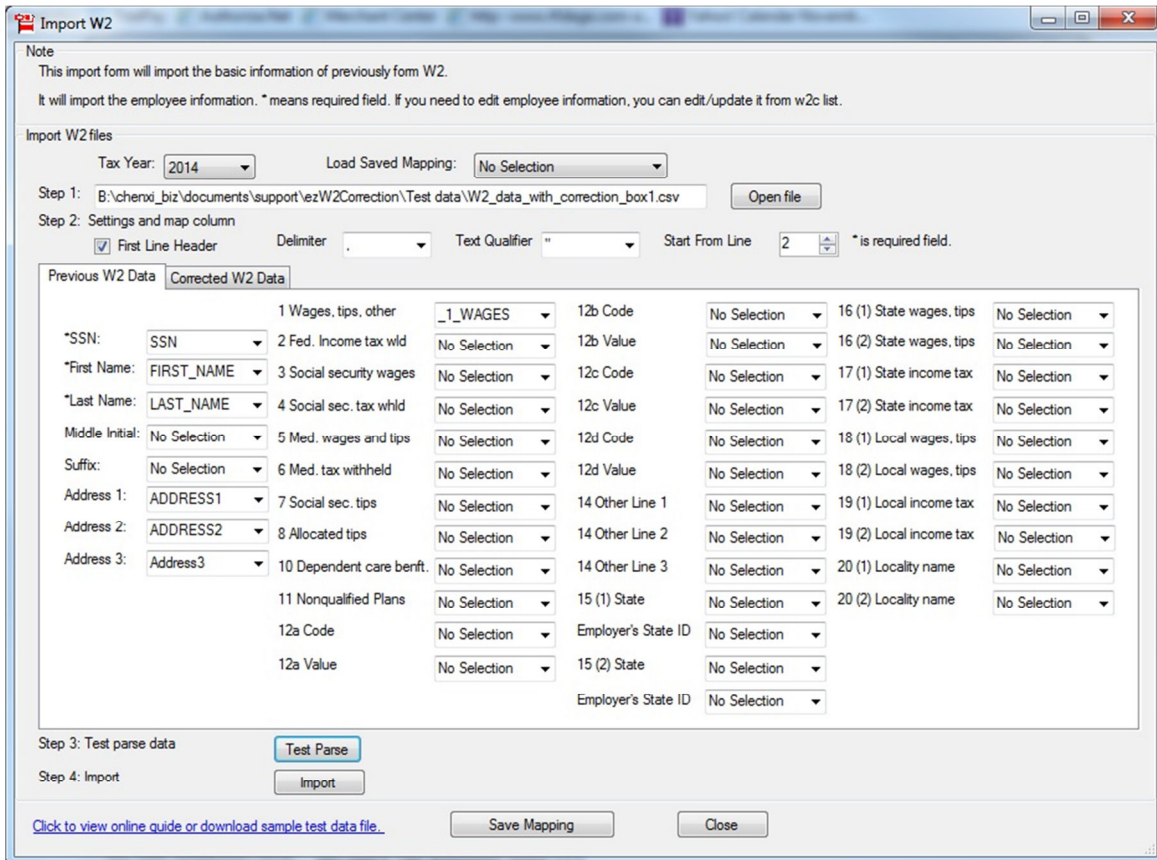 Import W2
Note
This import form will import the basic information of previously form W2.
It will import the employee information. * means required field. If you need to edit employee information, you can edit/update it from w2c list.
Import W2 files
Tax Year: 2014 Load Saved Mapping: No Selection
Step 1: B:\chenxi_biz\documents\support\ezW2Correction\Test data\W2_data_with_correction_box1.csv Open file
Step 2: Settings and map column
First Line Header Delimiter , Text Qualifier " Start From Line 2 * is required field.
Previous W2 Data Corrected W2 Data
1 Wages, tips, other _1_WAGES 12b Code No Selection 16 (1) State wages, tips No Selection
*SSN: SSN 2 Fed. Income tax wld No Selection 12b Value No Selection 16 (2) State wages, tips No Selection
*First Name: FIRST_NAME 3 Social security wages No Selection 12c Code No Selection 17 (1) State income tax No Selection
*Last Name: LAST_NAME 4 Social sec. tax whld No Selection 12c Value No Selection 17 (2) State income tax No Selection
Middle Initial: No Selection 5 Med. wages and tips No Selection 12d Code No Selection 18 (1) Local wages, tips No Selection
Suffix: No Selection 6 Med. tax withheld No Selection 12d Value No Selection 18 (2) Local wages, tips No Selection
Address 1: ADDRESS1 7 Social sec. tips No Selection 14 Other Line 1 No Selection 19 (1) Local income tax No Selection
Address 2: ADDRESS2 8 Allocated tips No Selection 14 Other Line 2 No Selection 19 (2) Local income tax No Selection
Address 3: Address3 10 Dependent care benft. No Selection 14 Other Line 3 No Selection 20 (1) Locality name No Selection
11 Nonqualified Plans No Selection 15 (1) State No Selection 20 (2) Locality name No Selection
12a Code No Selection Employer's State ID No Selection
12a Value No Selection 15 (2) State No Selection
Employer's State ID No Selection
Step 3: Test parse data Test Parse
Step 4: Import Import
Click to view online guide or download sample test data file. Save Mapping Close